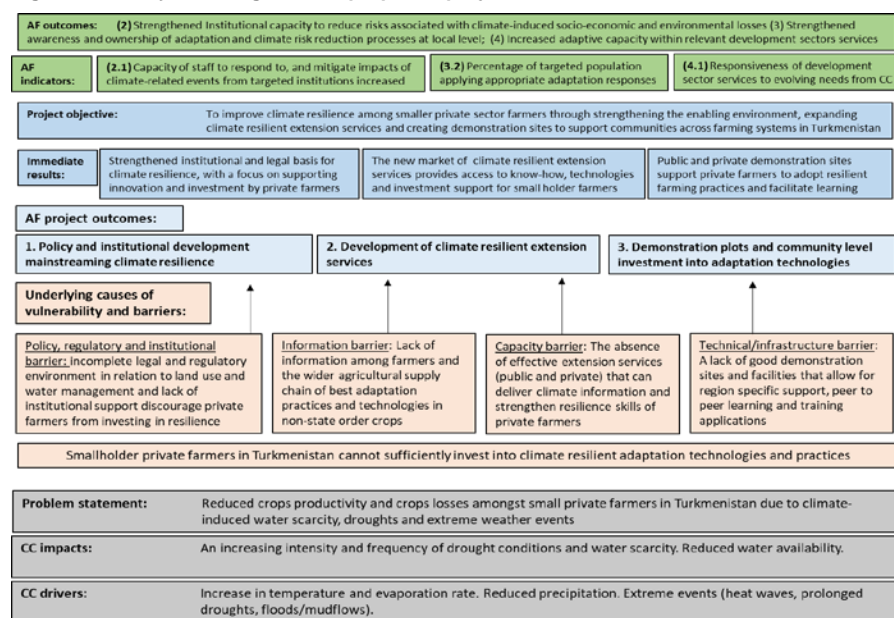 AF outcomes: (2) Strengthened Institutional capacity to reduce risks associated with climate-induced socio-economic and environmental losses (3) Strengthened
awareness and ownership of adaptation and climate risk reduction processes at local level; (4) Increased adaptive capacity within relevant development sectors services
AF
indicators:
(2.1) Capacity of staff to respond to, and mitigate impacts of
climate-related events from targeted institutions increased
(3.2) Percentage of targeted population
applying appropriate adaptation responses
(4.1) Responsiveness of development
sector services to evolving needs from CC
Project objective:
To improve climate resilience among smaller private sector farmers through strengthening the enabling environment, expanding
climate resilient extension services and creating demonstration sites to support communities across farming systems in Turkmenistan
Immediate
results:
Strengthened institutional and legal basis for
climate resilience, with a focus on supporting
innovation and investment by private farmers
The new market of climate resilient extension
services provides access to know-how, technologies
and investment support for small holder farmers
Public and private demonstration sites
support private farmers to adopt resilient
farming practices and facilitate learning
AF project outcomes:
1. Policy and institutional development
mainstreaming climate resilience
2. Development of climate resilient extension
services
3. Demonstration plots and community level
investment into adaptation technologies
Underlying causes of
vulnerability and barriers:
Policy, regulatory and institutional
barrier: Incomplete legal and regulatory
environment in relation to land use and
water management and lack of
institutional support discourage private
farmers from investing in resilience
Information barrier: Lack of
information among farmers and
the wider agricultural supply
chain of best adaptation
practices and technologies in
non-state order crops
Capacity barrier: The absence
of effective extension services
(public and private) that can
deliver climate information and
strengthen resilience skills of
private farmers
Technical/infrastructure barrier:
A lack of good demonstration
sites and facilities that allow for
region specific support, peer to
peer learning and training
applications
Smallholder private farmers in Turkmenistan cannot sufficiently invest into climate resilient adaptation technologies and practices
Problem statement:
Reduced crops productivity and crops losses amongst small private farmers in Turkmenistan due to climate-
induced water scarcity, droughts and extreme weather events
CC impacts:
An increasing intensity and frequency of drought conditions and water scarcity. Reduced water availability.
CC drivers:
Increase in temperature and evaporation rate. Reduced precipitation. Extreme events (heat waves, prolonged
droughts, floods/mudflows).